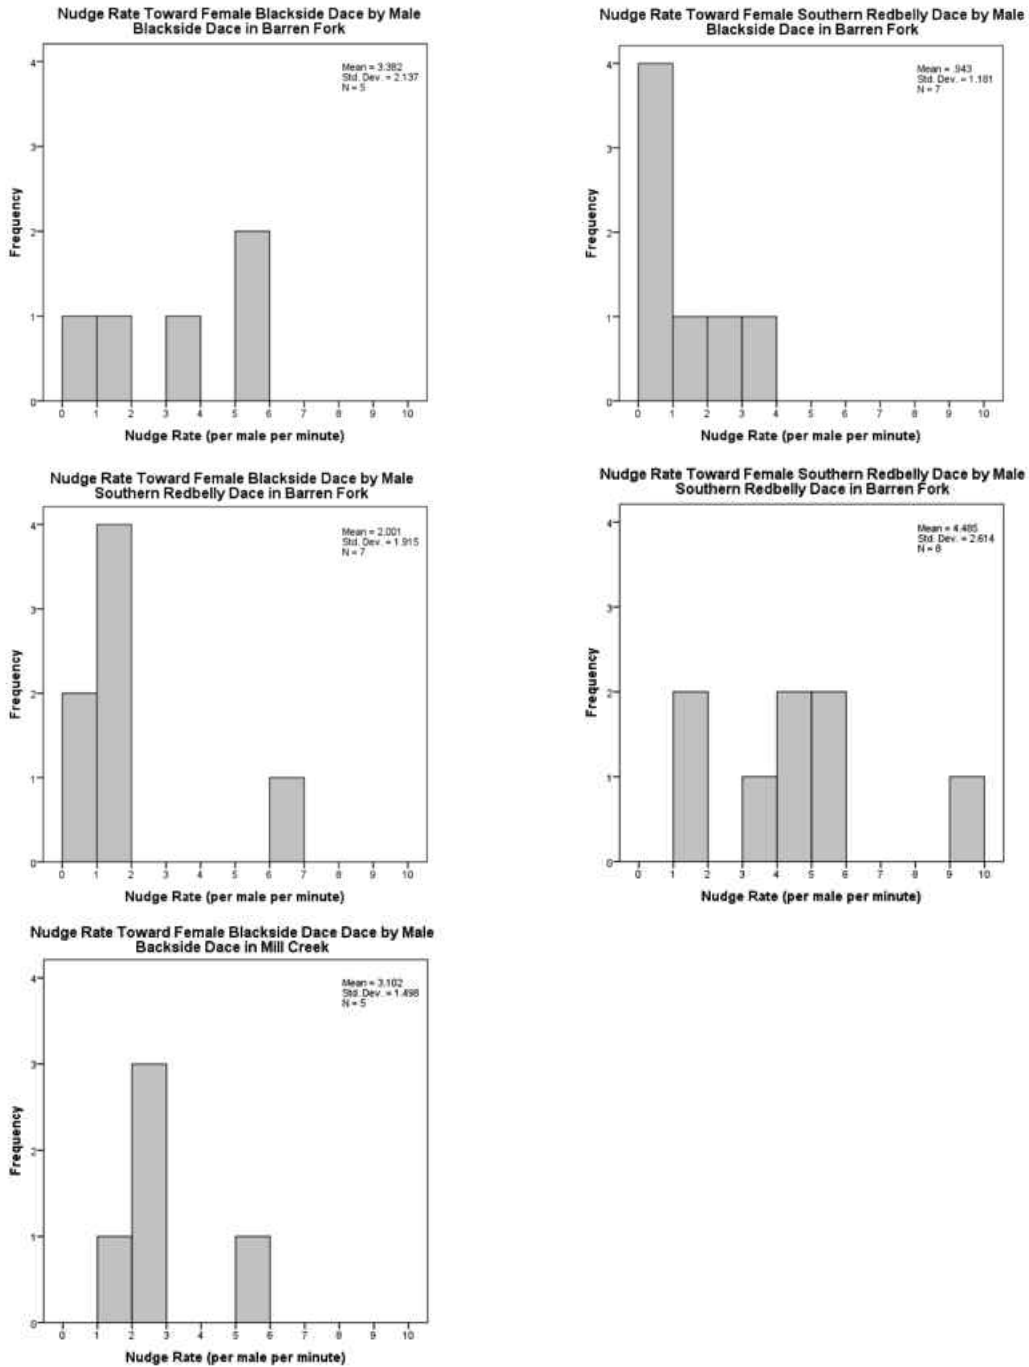 Nudge Rate Toward Female Blackside Dace by Male
Blackside Dace in Barren Fork
Mean = 3.382
Std. Dev. = 2.137
N = 5
4
3
2
1
0
Frequency
0 1 2 3 4 5 6 7 8 9 10
Nudge Rate (per male per minute)
Nudge Rate Toward Female Southern Redbelly Dace by Male
Blackside Dace in Barren Fork
Mean = .943
Std. Dev. = 1.181
N = 7
4
3
2
1
0
Frequency
0 1 2 3 4 5 6 7 8 9 10
Nudge Rate (per male per minute)
Nudge Rate Toward Female Blackside Dace by Male
Southern Redbelly Dace in Barren Fork
Mean = 2.001
Std. Dev. = 1.915
N = 7
4
3
2
1
0
Frequency
0 1 2 3 4 5 6 7 8 9 10
Nudge Rate (per male per minute)
Nudge Rate Toward Female Southern Redbelly Dace by Male
Southern Redbelly Dace in Barren Fork
Mean = 4.485
Std. Dev. = 2.614
N = 8
4
3
2
1
0
Frequency
0 1 2 3 4 5 6 7 8 9 10
Nudge Rate (per male per minute)
Nudge Rate Toward Female Blackside Dace Dace by Male
Backside Dace in Mill Creek
Mean = 3.102
Std. Dev. = 1.498
N = 5
4
3
2
1
0
Frequency
0 1 2 3 4 5 6 7 8 9 10
Nudge Rate (per male per minute)